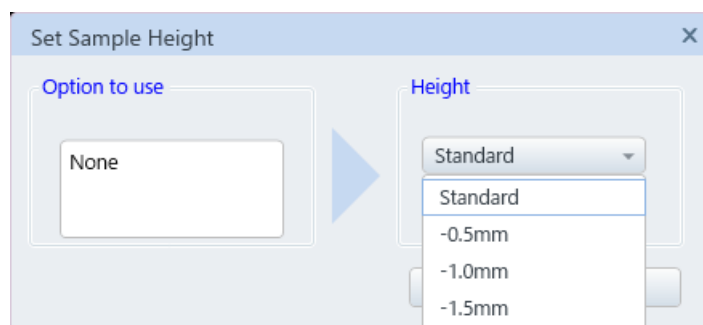 Set Sample Height
Option to use
None
Height
Standard
Standard
-0.5mm
-1.0mm
-1.5mm